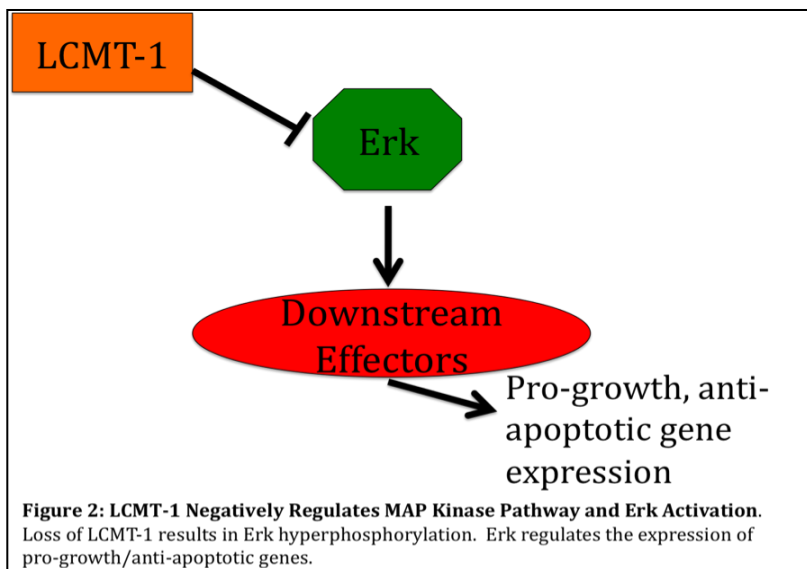 LCMT-1
Erk
Downstream
Effectors
Pro-growth, anti-
apoptotic gene
expression
Figure 2: LCMT-1 Negatively Regulates MAP Kinase Pathway and Erk Activation.
Loss of LCMT-1 results in Erk hyperphosphorylation. Erk regulates the expression of
pro-growth/anti-apoptotic genes.